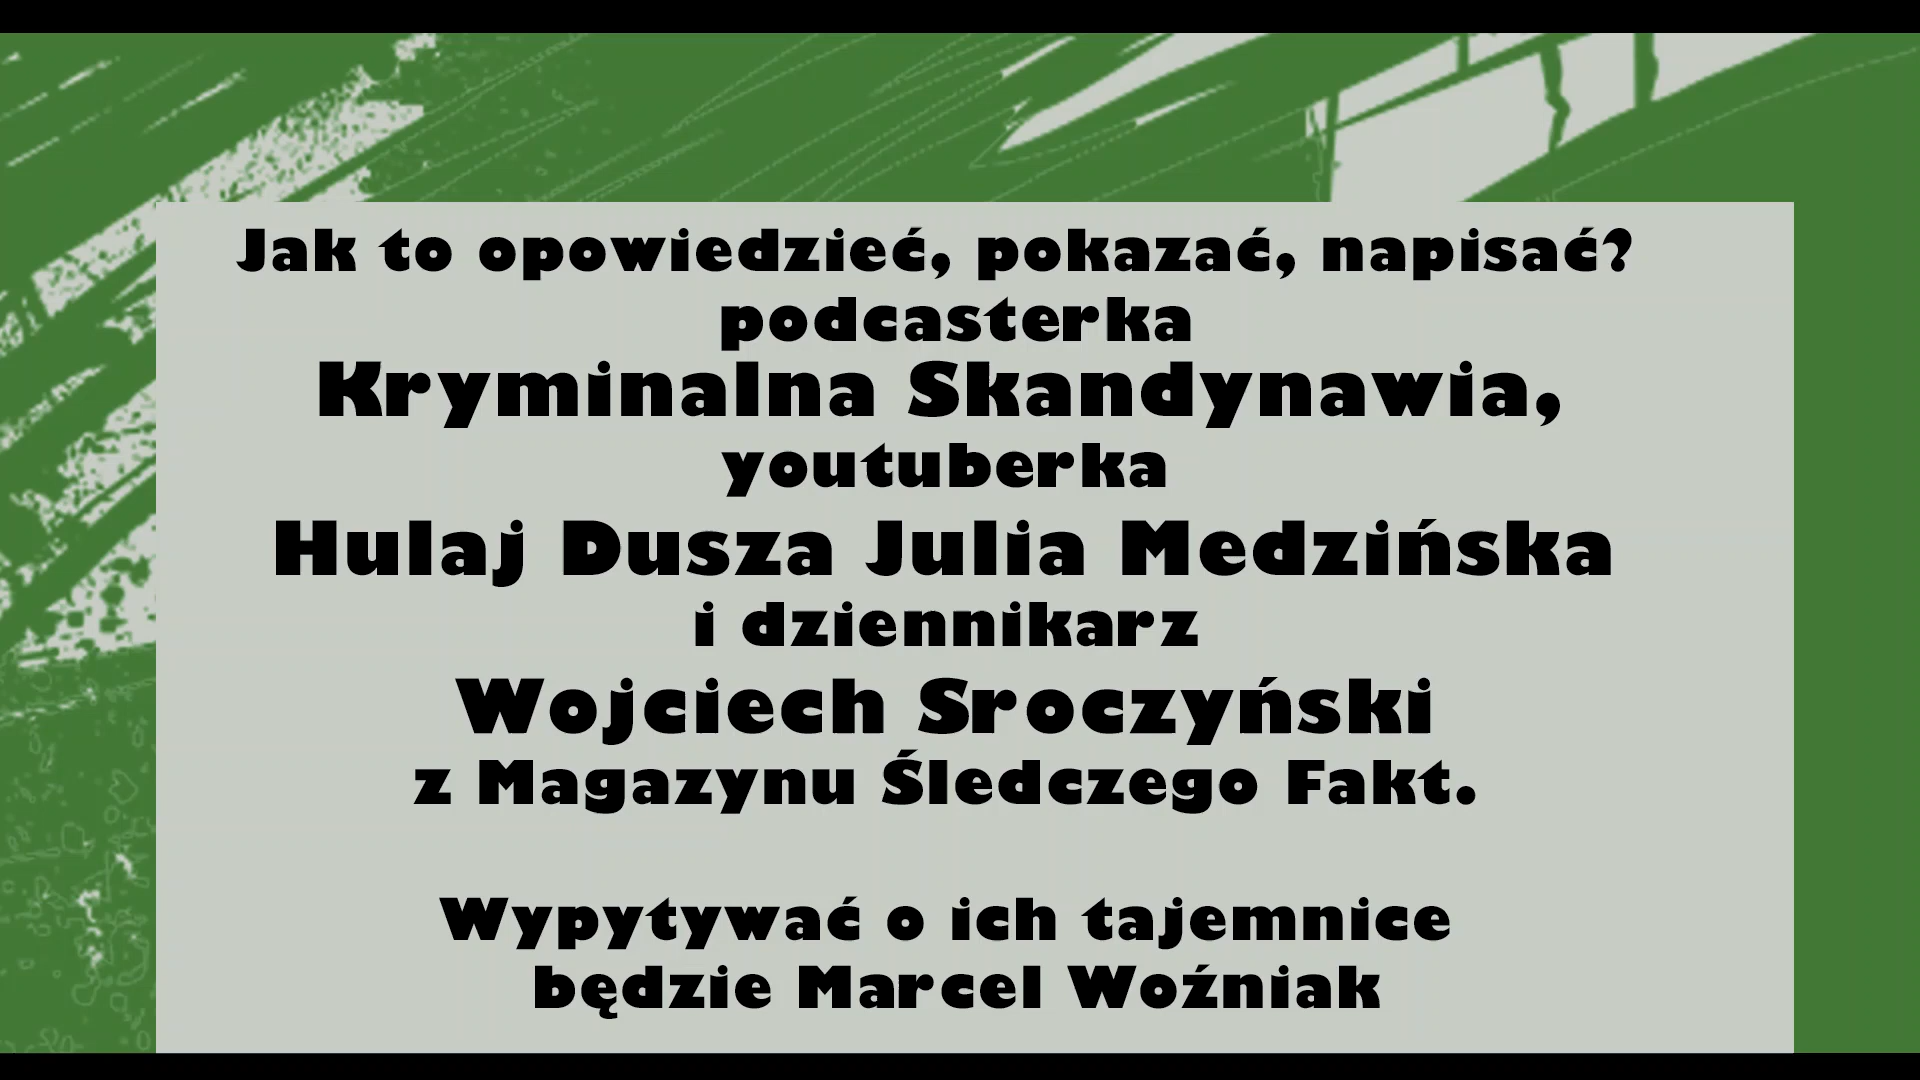 Jak to opowiedzieć, pokazać, napisać?
podcasterka
Kryminalna Skandynawia,
youtuberka
Hulaj Dusza Julia Medzińska
i dziennikarz
Wojciech Sroczyński
z Magazynu Śledczego Fakt.
Wypytywać o ich tajemnice
będzie Marcel Woźniak